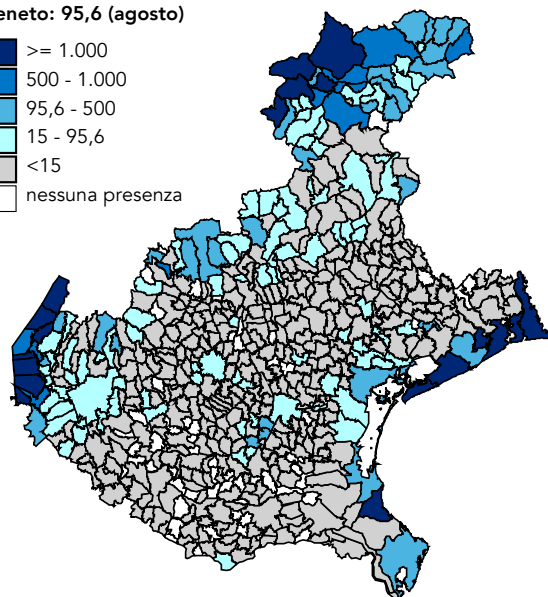 eneto: 95,6 (agosto)
>= 1.000
500 - 1.000
95,6 - 500
15 - 95,6
<15
nessuna presenza